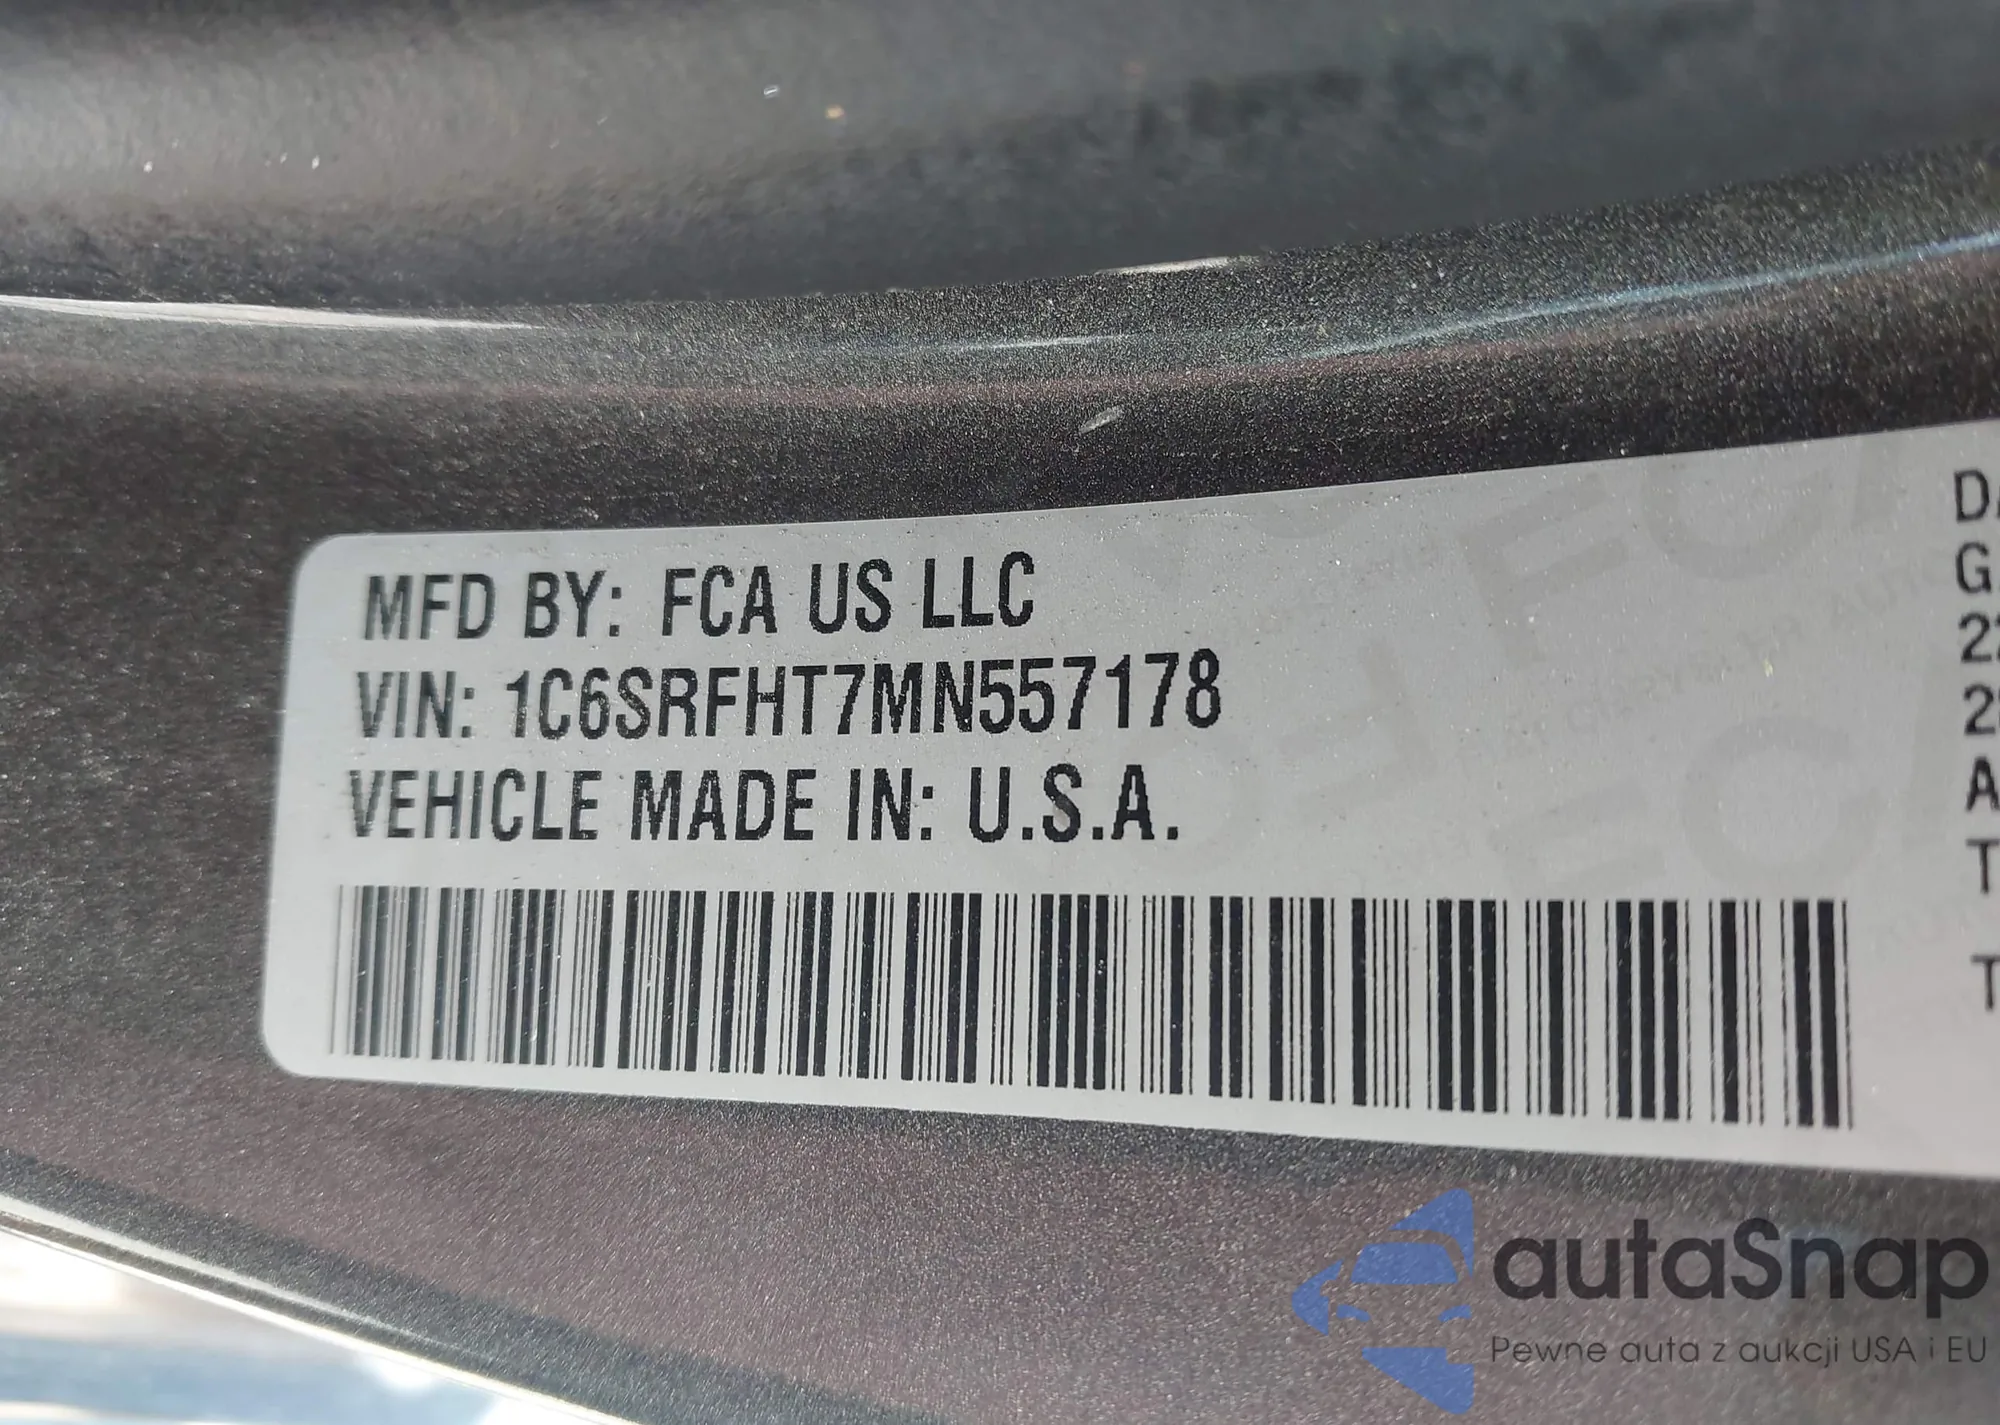 MFD BY: FCA US LLC
VIN: 1C6SRFHT7MN557178
VEHICLE MADE IN: U.S.A.
autaSnap
Pewne auta z aukcji USA i EU